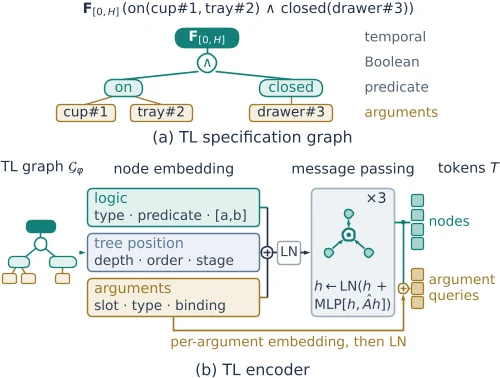 F[0,H](on(cup#1, tray#2) ∧ closed(drawer#3))
F[0,H]
temporal
∧
Boolean
on
closed
predicate
cup#1
tray#2
drawer#3
arguments
(a) TL specification graph
TL graph 𝒢φ
node embedding
message passing
tokens T
logic
type · predicate · [a,b]
tree position
depth · order · stage
arguments
slot · type · binding
LN
×3
h ← LN(h +
MLP[h, Âh])
nodes
argument
queries
per-argument embedding, then LN
(b) TL encoder